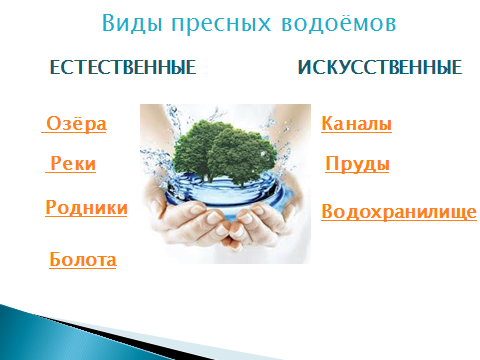 Виды пресных водоёмов
ЕСТЕСТВЕННЫЕ
ИСКУССТВЕННЫЕ
Озёра
Реки
Родники
Болота
Каналы
Пруды
Водохранилище